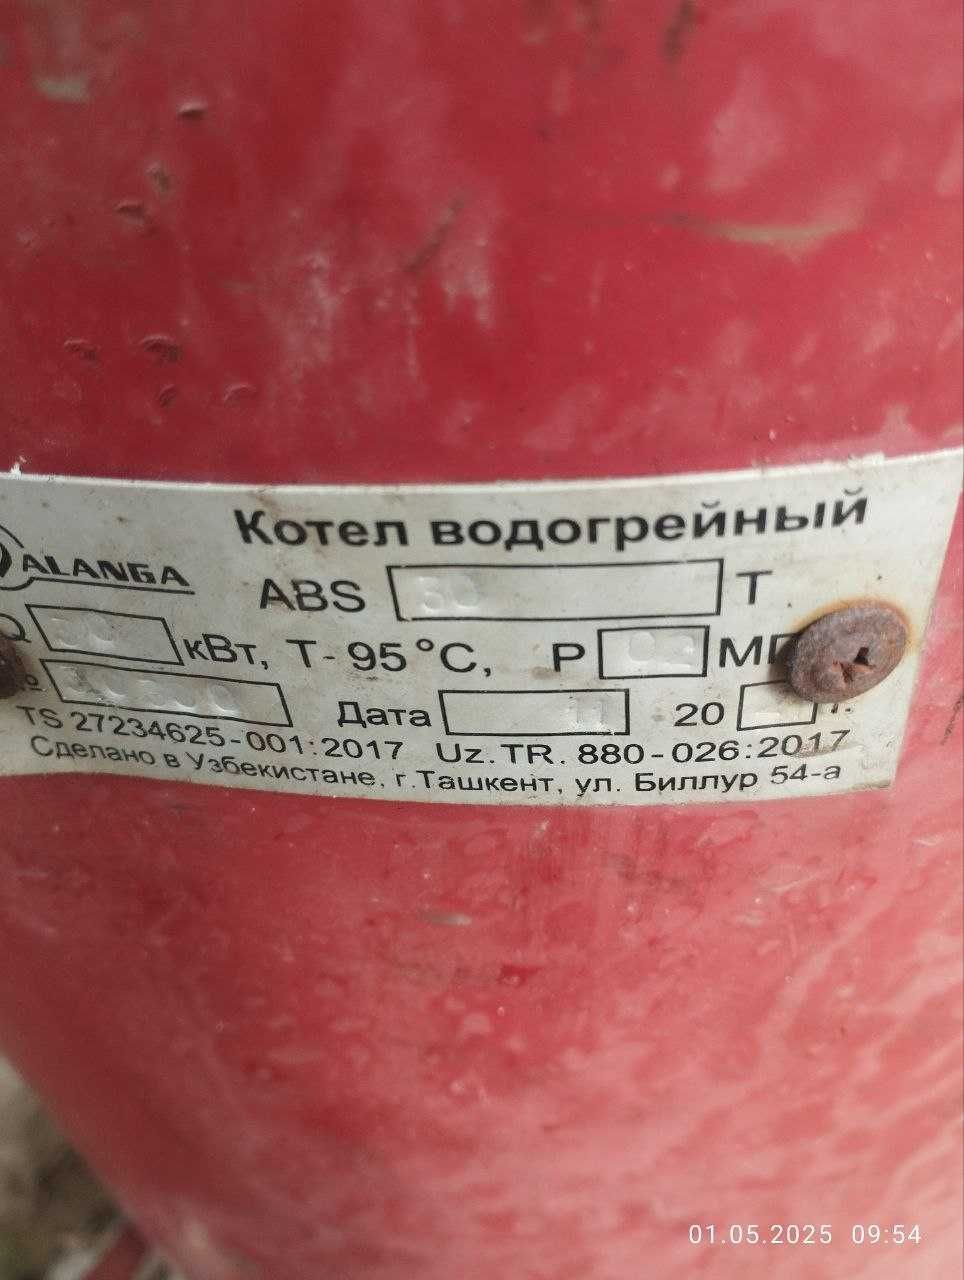 Котел водогрейный
ALANGA ABS Т
кВт, Т-95°C, Р
Дата 11 20
TS 27234625-001:2017 Uz.TR. 880-026:2017
Сделано в Узбекистане, г.Ташкент, ул. Биллур 54-а
01.05.2025 09:54